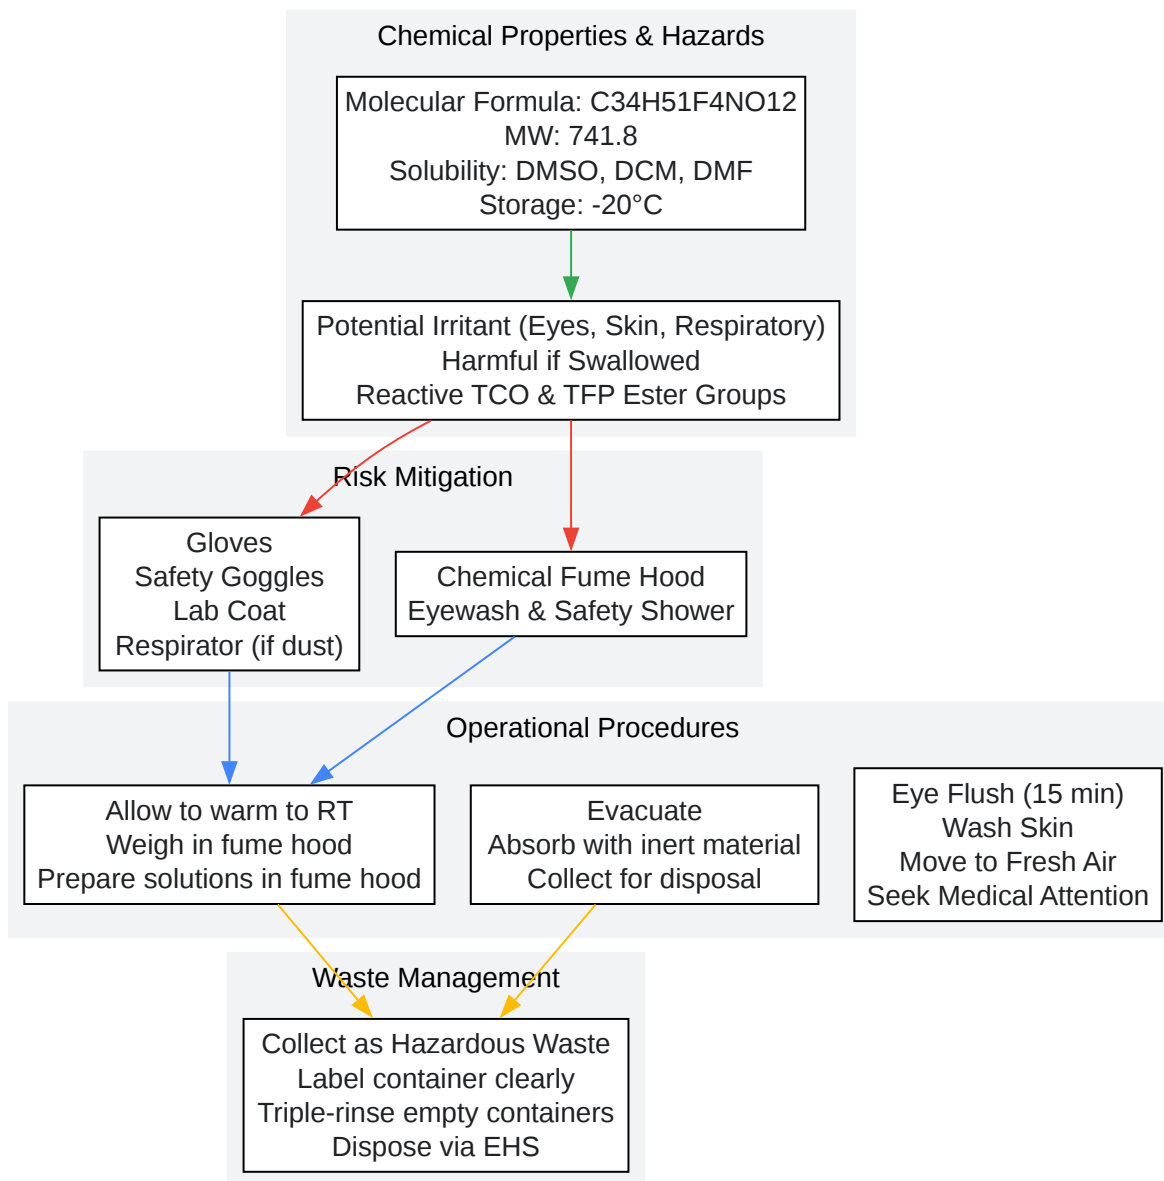 Chemical Properties & Hazards
Molecular Formula: C34H51F4NO12
MW: 741.8
Solubility: DMSO, DCM, DMF
Storage: -20°C
Potential Irritant (Eyes, Skin, Respiratory)
Harmful if Swallowed
Reactive TCO & TFP Ester Groups
Risk Mitigation
Gloves
Safety Goggles
Lab Coat
Respirator (if dust)
Chemical Fume Hood
Eyewash & Safety Shower
Operational Procedures
Allow to warm to RT
Weigh in fume hood
Prepare solutions in fume hood
Evacuate
Absorb with inert material
Collect for disposal
Eye Flush (15 min)
Wash Skin
Move to Fresh Air
Seek Medical Attention
Waste Management
Collect as Hazardous Waste
Label container clearly
Triple-rinse empty containers
Dispose via EHS